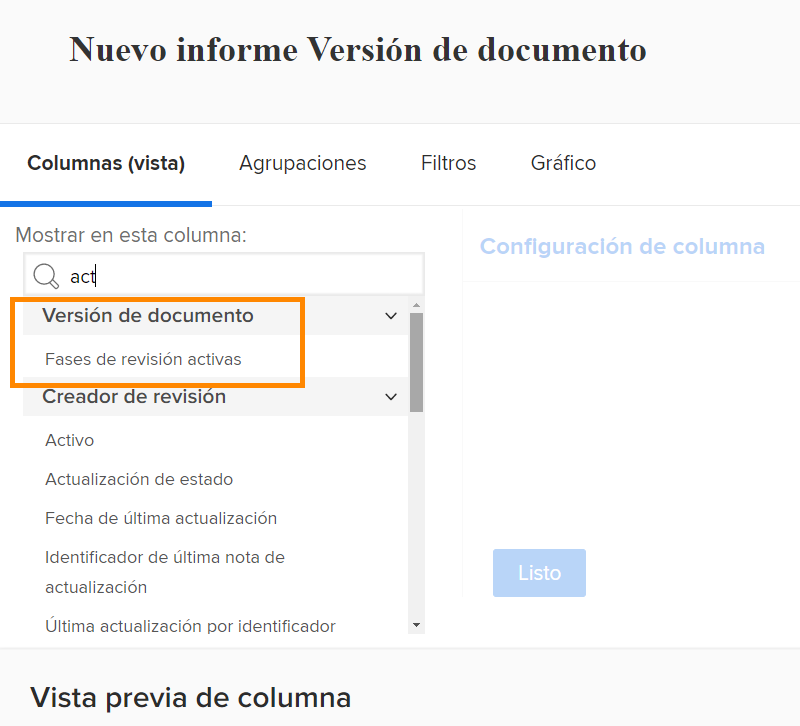 Nuevo informe Versión de documento
Columnas (vista) Agrupaciones Filtros Gráfico
Mostrar en esta columna:
act
Versión de documento
Fases de revisión activas
Creador de revisión
Activo
Actualización de estado
Fecha de última actualización
Identificador de última nota de
actualización
Última actualización por identificador
Configuración de columna
Listo
Vista previa de columna